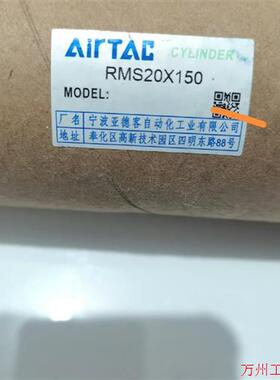 AirTAC CYLINDER
RMS20X150
MODEL:
厂名 宁波亚德客自动化工业有限公司
地址 奉化区高新技术园区四明东路88号
万州工